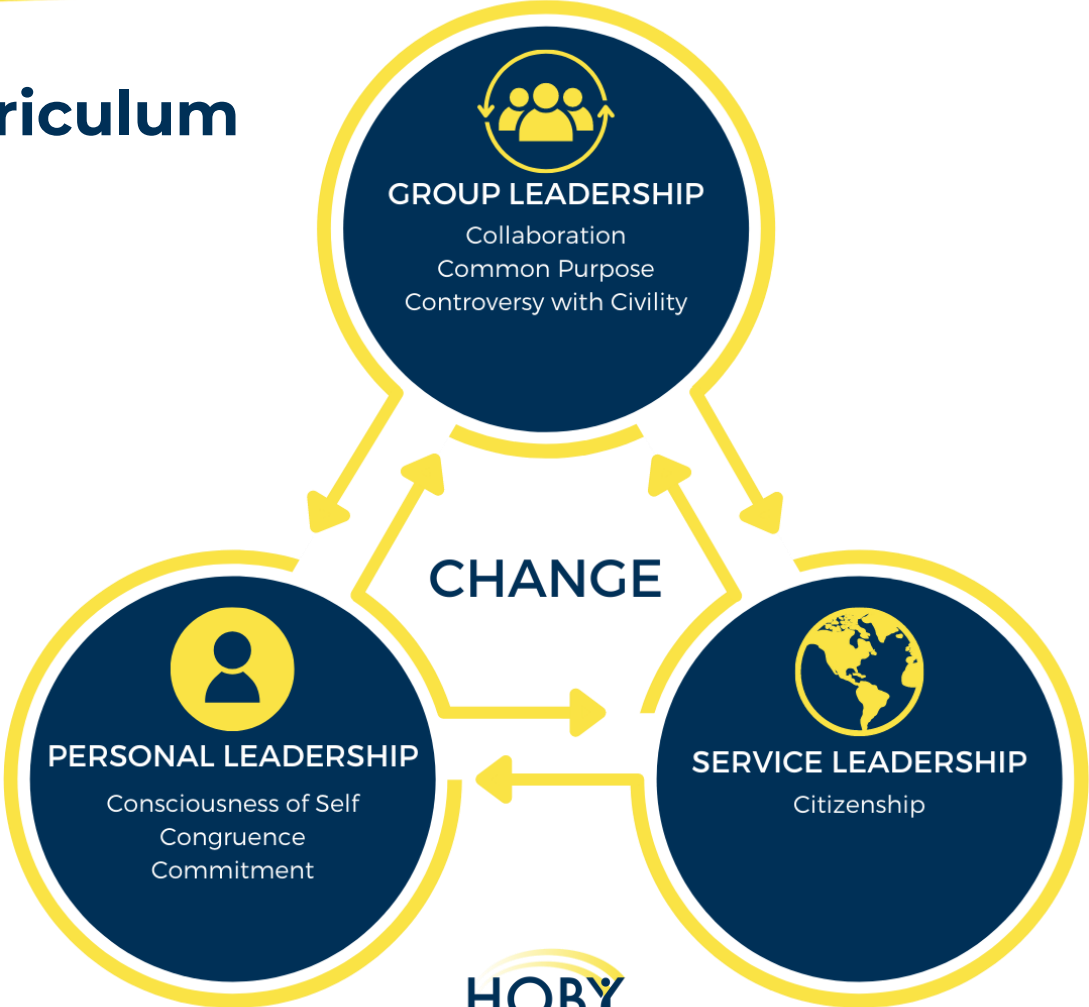 riculum
GROUP LEADERSHIP
Collaboration
Common Purpose
Controversy with Civility
CHANGE
PERSONAL LEADERSHIP
Consciousness of Self
Congruence
Commitment
SERVICE LEADERSHIP
Citizenship
HOBY